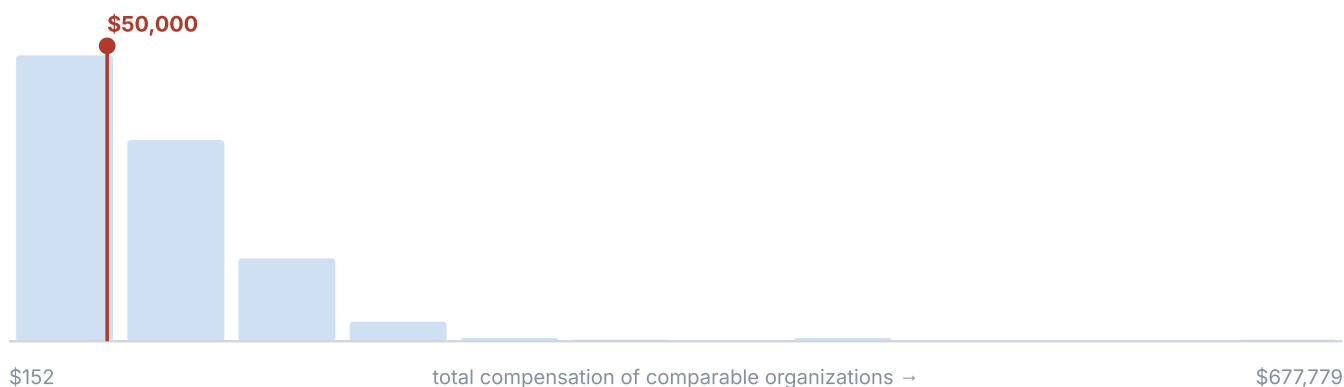 $50,000
$152
total compensation of comparable organizations →
$677,779